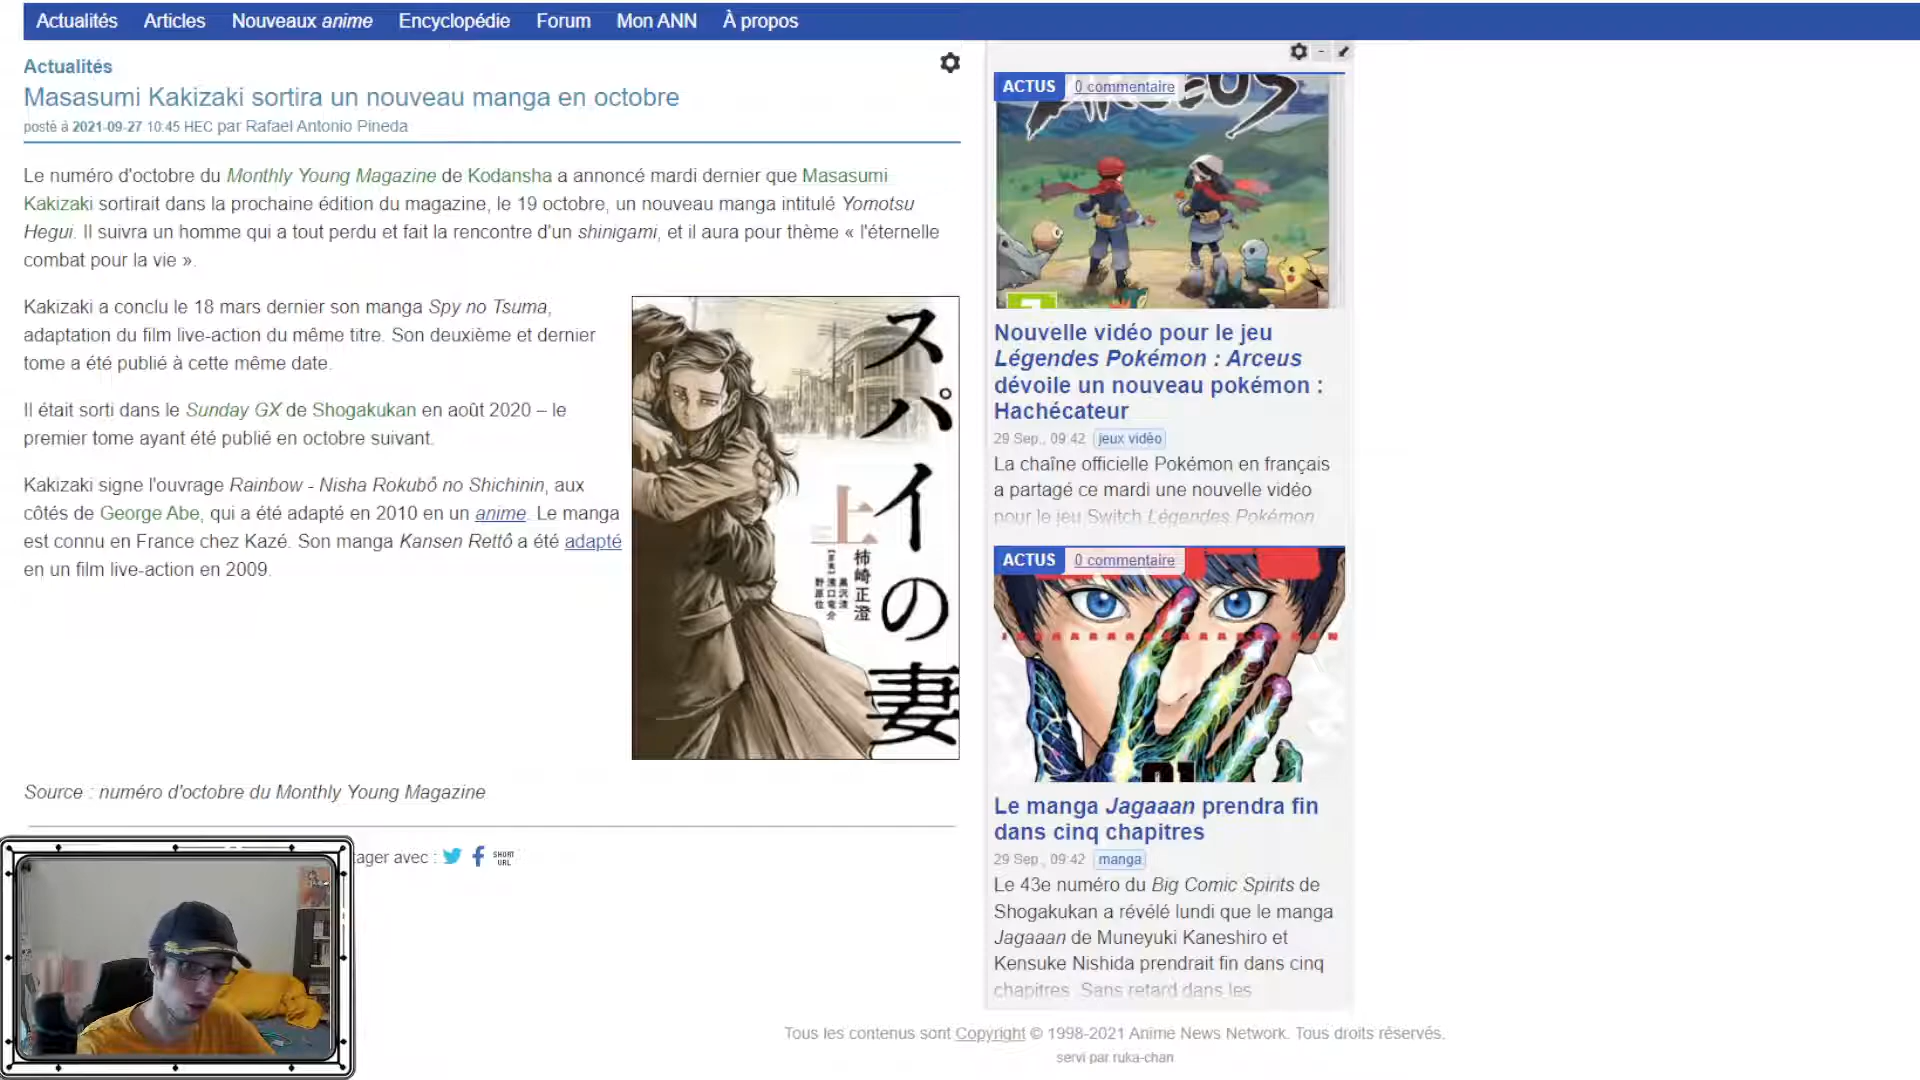 Actualités Articles Nouveaux anime Encyclopédie Forum Mon ANN À propos
Actualités
Masasumi Kakizaki sortira un nouveau manga en octobre
posté à 2021-09-27 10:45 HEC par Rafael Antonio Pineda
Le numéro d'octobre du Monthly Young Magazine de Kodansha a annoncé mardi dernier que Masasumi
Kakizaki sortirait dans la prochaine édition du magazine, le 19 octobre, un nouveau manga intitulé Yomotsu
Hegui. Il suivra un homme qui a tout perdu et fait la rencontre d'un shinigami, et il aura pour thème « l'éternelle
combat pour la vie ».
Kakizaki a conclu le 18 mars dernier son manga Spy no Tsuma,
adaptation du film live-action du même titre. Son deuxième et dernier
tome a été publié à cette même date.
Il était sorti dans le Sunday GX de Shogakukan en août 2020 – le
premier tome ayant été publié en octobre suivant.
Kakizaki signe l'ouvrage Rainbow - Nisha Rokubô no Shichinin, aux
côtés de George Abe, qui a été adapté en 2010 en un anime. Le manga
est connu en France chez Kazé. Son manga Kansen Rettô a été adapté
en un film live-action en 2009.
スパイの妻
上
柿崎正澄
黒沢清
濱口竜介
野原位
Source : numéro d'octobre du Monthly Young Magazine
tager avec :
SHORT
URL
ACTUS 0 commentaire
7
Nouvelle vidéo pour le jeu
Légendes Pokémon : Arceus
dévoile un nouveau pokémon :
Hachécateur
29 Sep., 09:42 jeux vidéo
La chaîne officielle Pokémon en français
a partagé ce mardi une nouvelle vidéo
pour le jeu Switch Légendes Pokémon
ACTUS 0 commentaire
01
Le manga Jagaaan prendra fin
dans cinq chapitres
29 Sep., 09:42 manga
Le 43e numéro du Big Comic Spirits de
Shogakukan a révélé lundi que le manga
Jagaaan de Muneyuki Kaneshiro et
Kensuke Nishida prendrait fin dans cinq
chapitres. Sans retard dans les
Tous les contenus sont Copyright © 1998-2021 Anime News Network. Tous droits réservés.
servi par ruka-chan